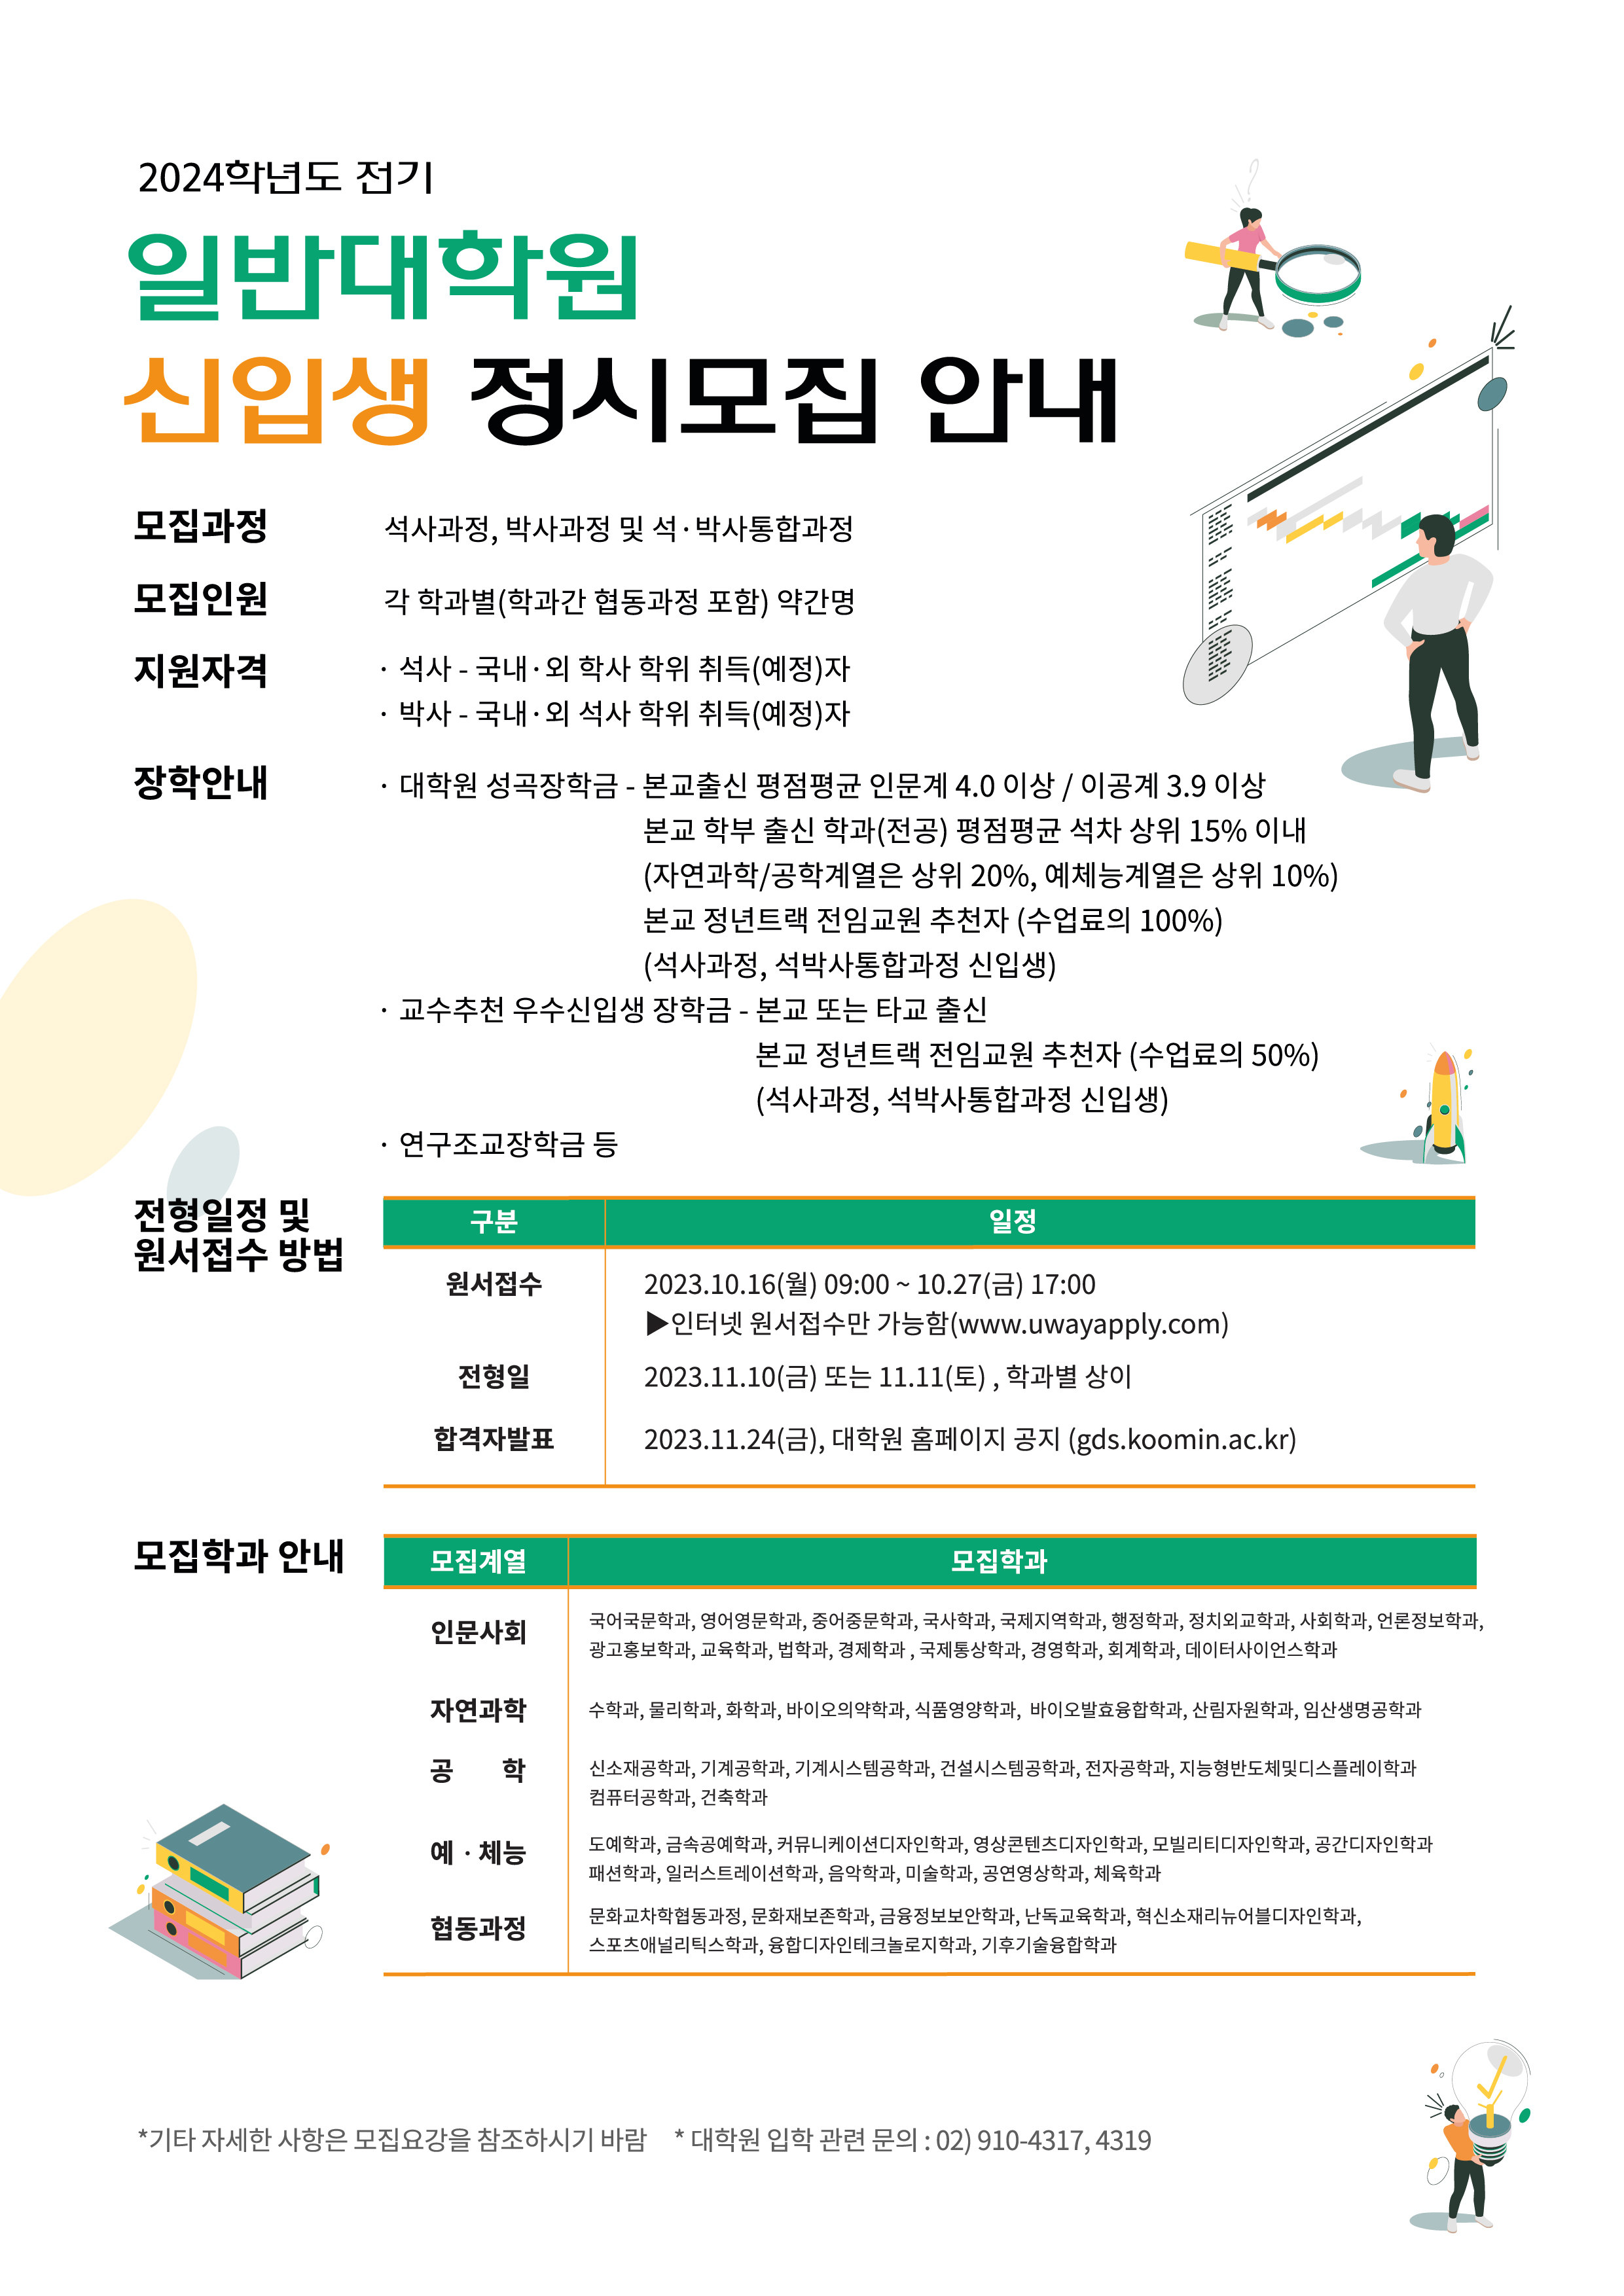 2024학년도 전기
일반대학원
신입생 정시모집 안내
모집과정 석사과정, 박사과정 및 석·박사통합과정
모집인원 각 학과별(학과간 협동과정 포함) 약간명
지원자격 · 석사 - 국내·외 학사 학위 취득(예정)자
· 박사 - 국내·외 석사 학위 취득(예정)자
장학안내 · 대학원 성곡장학금 - 본교출신 평점평균 인문계 4.0 이상 / 이공계 3.9 이상
본교 학부 출신 학과(전공) 평점평균 석차 상위 15% 이내
(자연과학/공학계열은 상위 20%, 예체능계열은 상위 10%)
본교 정년트랙 전임교원 추천자 (수업료의 100%)
(석사과정, 석박사통합과정 신입생)
· 교수추천 우수신입생 장학금 - 본교 또는 타교 출신
본교 정년트랙 전임교원 추천자 (수업료의 50%)
(석사과정, 석박사통합과정 신입생)
· 연구조교장학금 등
전형일정 및
원서접수 방법
구분 일정
원서접수 2023.10.16(월) 09:00 ~ 10.27(금) 17:00
▶인터넷 원서접수만 가능함(www.uwayapply.com)
전형일 2023.11.10(금) 또는 11.11(토) , 학과별 상이
합격자발표 2023.11.24(금), 대학원 홈페이지 공지 (gds.koomin.ac.kr)
모집학과 안내
모집계열 모집학과
인문사회 국어국문학과, 영어영문학과, 중어중문학과, 국사학과, 국제지역학과, 행정학과, 정치외교학과, 사회학과, 언론정보학과,
광고홍보학과, 교육학과, 법학과, 경제학과 , 국제통상학과, 경영학과, 회계학과, 데이터사이언스학과
자연과학 수학과, 물리학과, 화학과, 바이오의약학과, 식품영양학과, 바이오발효융합학과, 산림자원학과, 임산생명공학과
공 학 신소재공학과, 기계공학과, 기계시스템공학과, 건설시스템공학과, 전자공학과, 지능형반도체및디스플레이학과
컴퓨터공학과, 건축학과
예 · 체능 도예학과, 금속공예학과, 커뮤니케이션디자인학과, 영상콘텐츠디자인학과, 모빌리티디자인학과, 공간디자인학과
패션학과, 일러스트레이션학과, 음악학과, 미술학과, 공연영상학과, 체육학과
협동과정 문화교차학협동과정, 문화재보존학과, 금융정보보안학과, 난독교육학과, 혁신소재리뉴어블디자인학과,
스포츠애널리틱스학과, 융합디자인테크놀로지학과, 기후기술융합학과
*기타 자세한 사항은 모집요강을 참조하시기 바람 * 대학원 입학 관련 문의 : 02) 910-4317, 4319